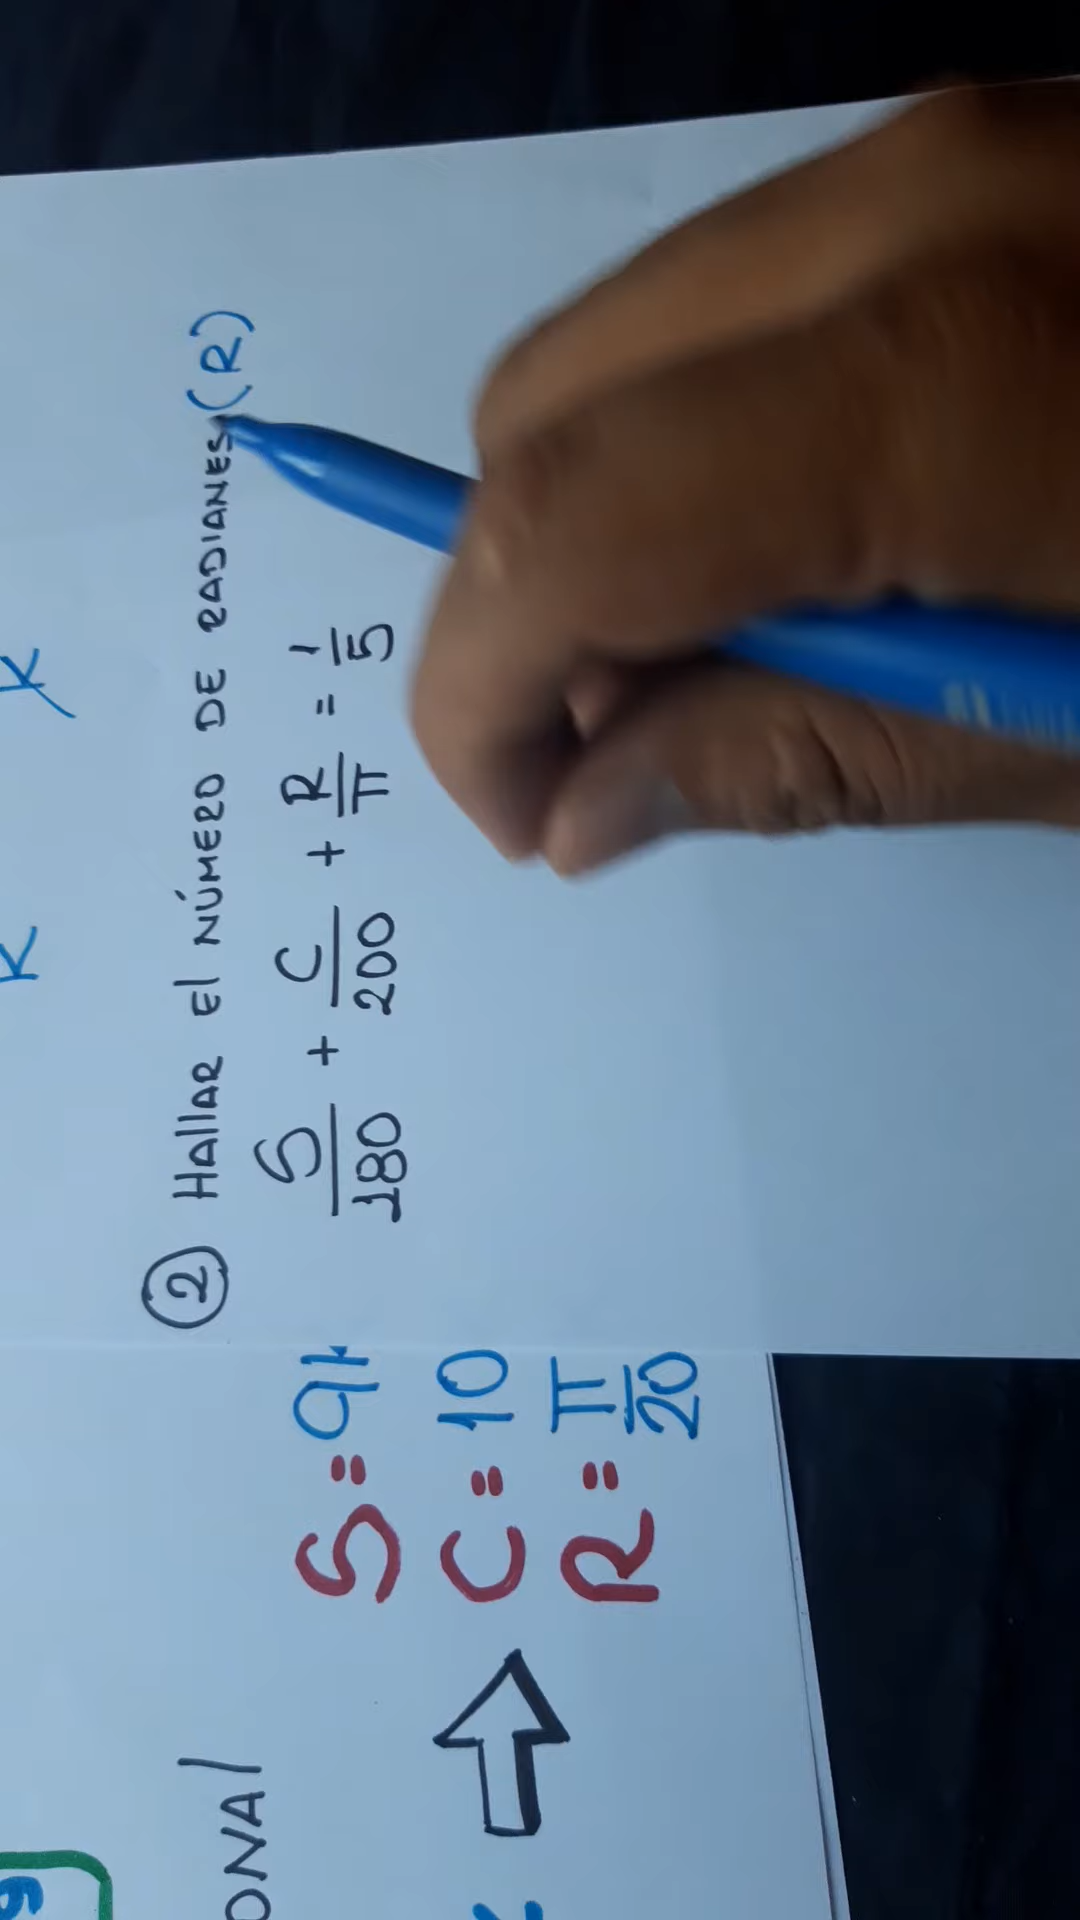 K K
② Hallar El NÚMERO DE RADIANES (R)
S/180 + C/200 + R/π = 1/5
S = 9k
C = 10
R = π/20
ONAl